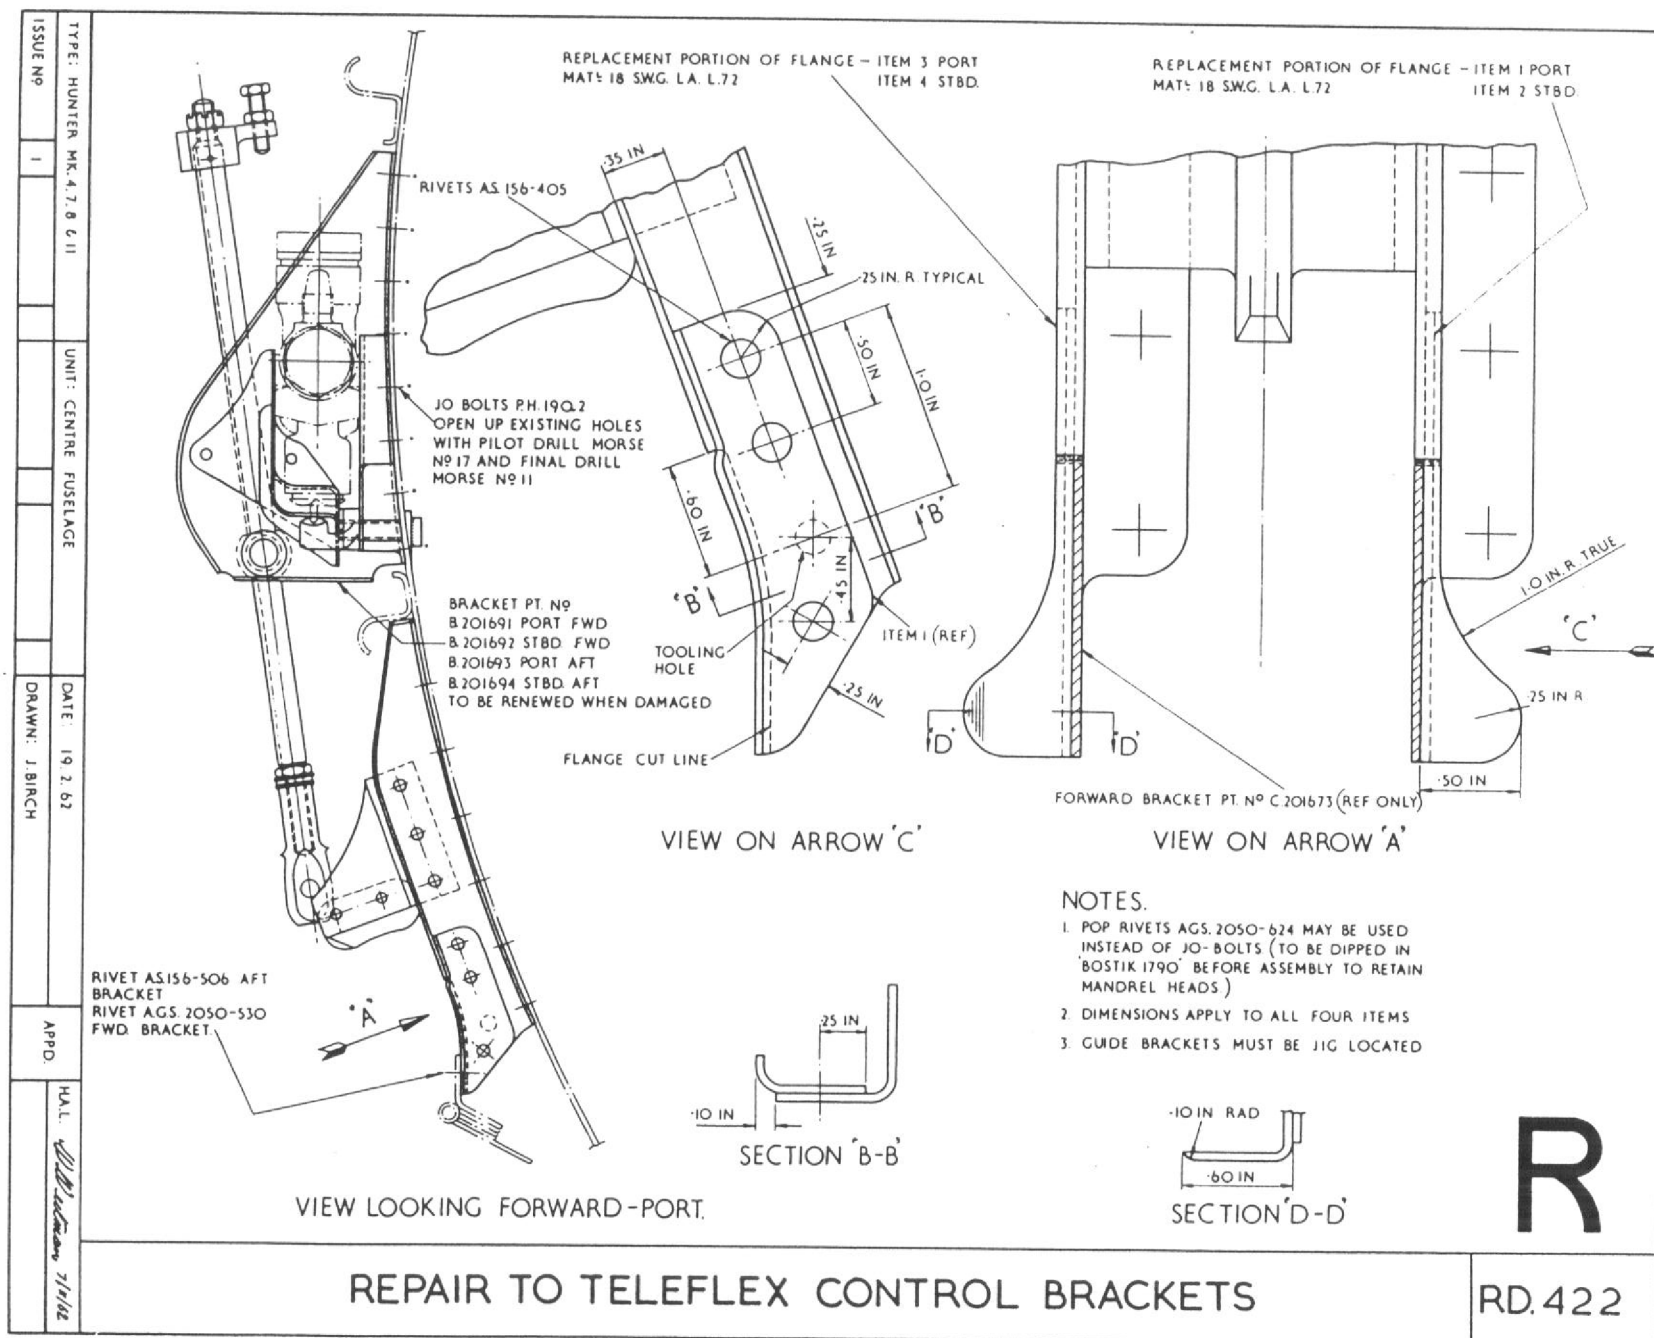 TYPE: HUNTER MK. 4. 7. 8 & 11
UNIT: CENTRE FUSELAGE
DATE: 19. 2. 62
H.A.L.
7/11/62
ISSUE Nº
1
DRAWN: J. BIRCH
APPD.
REPLACEMENT PORTION OF FLANGE – ITEM 3 PORT
MATL: 18 S.W.G. L.A. L.72 ITEM 4 STBD.
REPLACEMENT PORTION OF FLANGE – ITEM 1 PORT
MATL: 18 S.W.G. L.A. L.72 ITEM 2 STBD.
·35 IN
RIVETS A.S. 156-405
·25 IN
·25 IN. R. TYPICAL
·50 IN
1·0 IN
JO BOLTS P.H. 190.2
OPEN UP EXISTING HOLES
WITH PILOT DRILL MORSE
Nº 17 AND FINAL DRILL
MORSE Nº 11
·60 IN
'B'
'B'
·45 IN
1·0 IN. R. TRUE
'C'
BRACKET PT. Nº
B.201691 PORT FWD
B.201692 STBD. FWD
B.201693 PORT AFT
B.201694 STBD. AFT
TO BE RENEWED WHEN DAMAGED
TOOLING
HOLE
ITEM 1 (REF)
·25 IN
·25 IN R
FLANGE CUT LINE
'D'
'D'
·50 IN
FORWARD BRACKET PT. Nº C.201673 (REF ONLY)
VIEW ON ARROW 'C'
VIEW ON ARROW 'A'
NOTES.
1. POP RIVETS AGS. 2050-624 MAY BE USED
INSTEAD OF JO-BOLTS (TO BE DIPPED IN
'BOSTIK 1790' BEFORE ASSEMBLY TO RETAIN
MANDREL HEADS.)
2. DIMENSIONS APPLY TO ALL FOUR ITEMS
3. GUIDE BRACKETS MUST BE JIG LOCATED
RIVET A.S.156-506 AFT
BRACKET
RIVET A.G.S. 2050-530
FWD. BRACKET.
'A'
·25 IN
·10 IN
SECTION 'B-B'
·10 IN RAD
·60 IN
SECTION 'D-D'
VIEW LOOKING FORWARD – PORT.
R
REPAIR TO TELEFLEX CONTROL BRACKETS
RD. 422